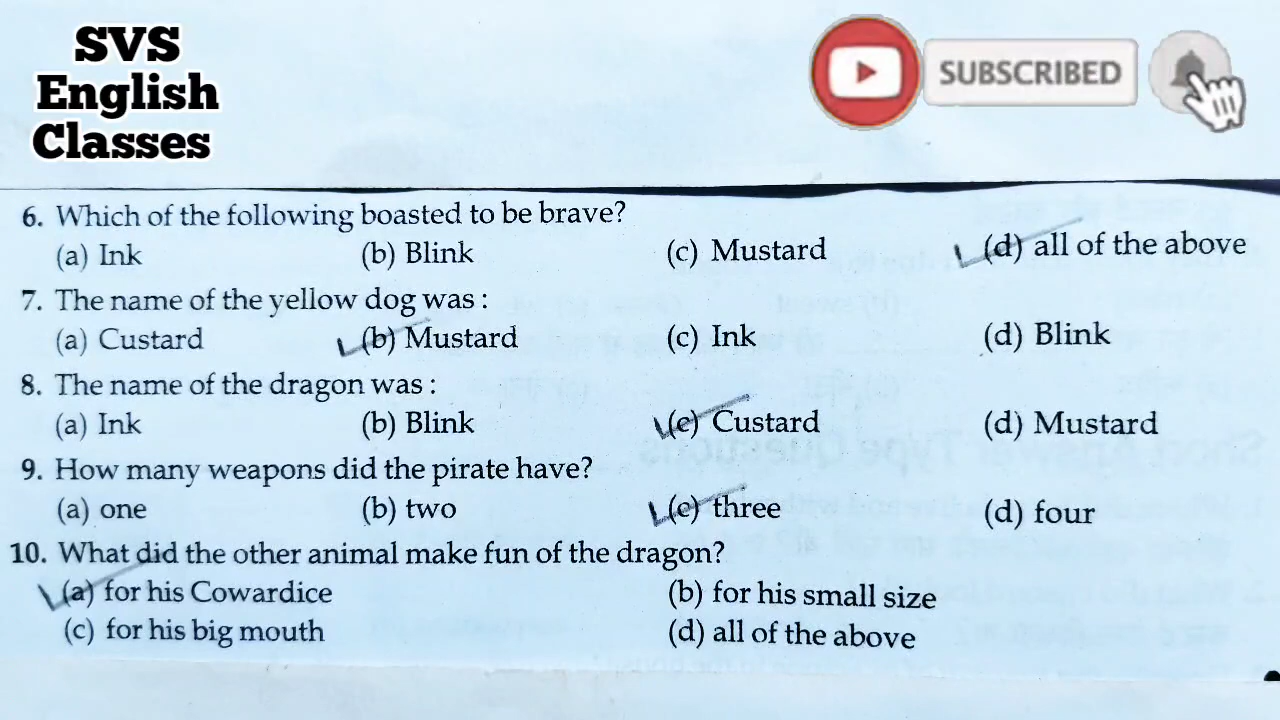 SVS
English
Classes
SUBSCRIBED
6. Which of the following boasted to be brave?
(a) Ink (b) Blink (c) Mustard (d) all of the above
7. The name of the yellow dog was :
(a) Custard (b) Mustard (c) Ink (d) Blink
8. The name of the dragon was :
(a) Ink (b) Blink (c) Custard (d) Mustard
9. How many weapons did the pirate have?
(a) one (b) two (c) three (d) four
10. What did the other animal make fun of the dragon?
(a) for his Cowardice (b) for his small size
(c) for his big mouth (d) all of the above